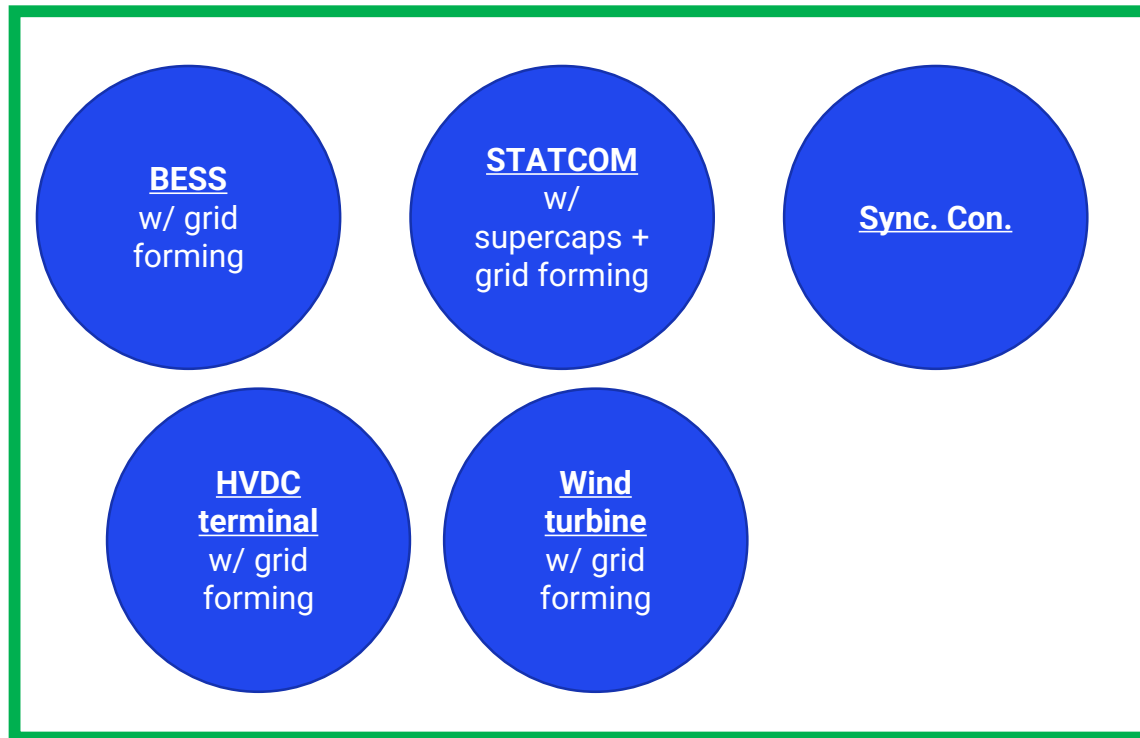 BESS
w/ grid
forming
STATCOM
w/
supercaps +
grid forming
Sync. Con.
HVDC
terminal
w/ grid
forming
Wind
turbine
w/ grid
forming